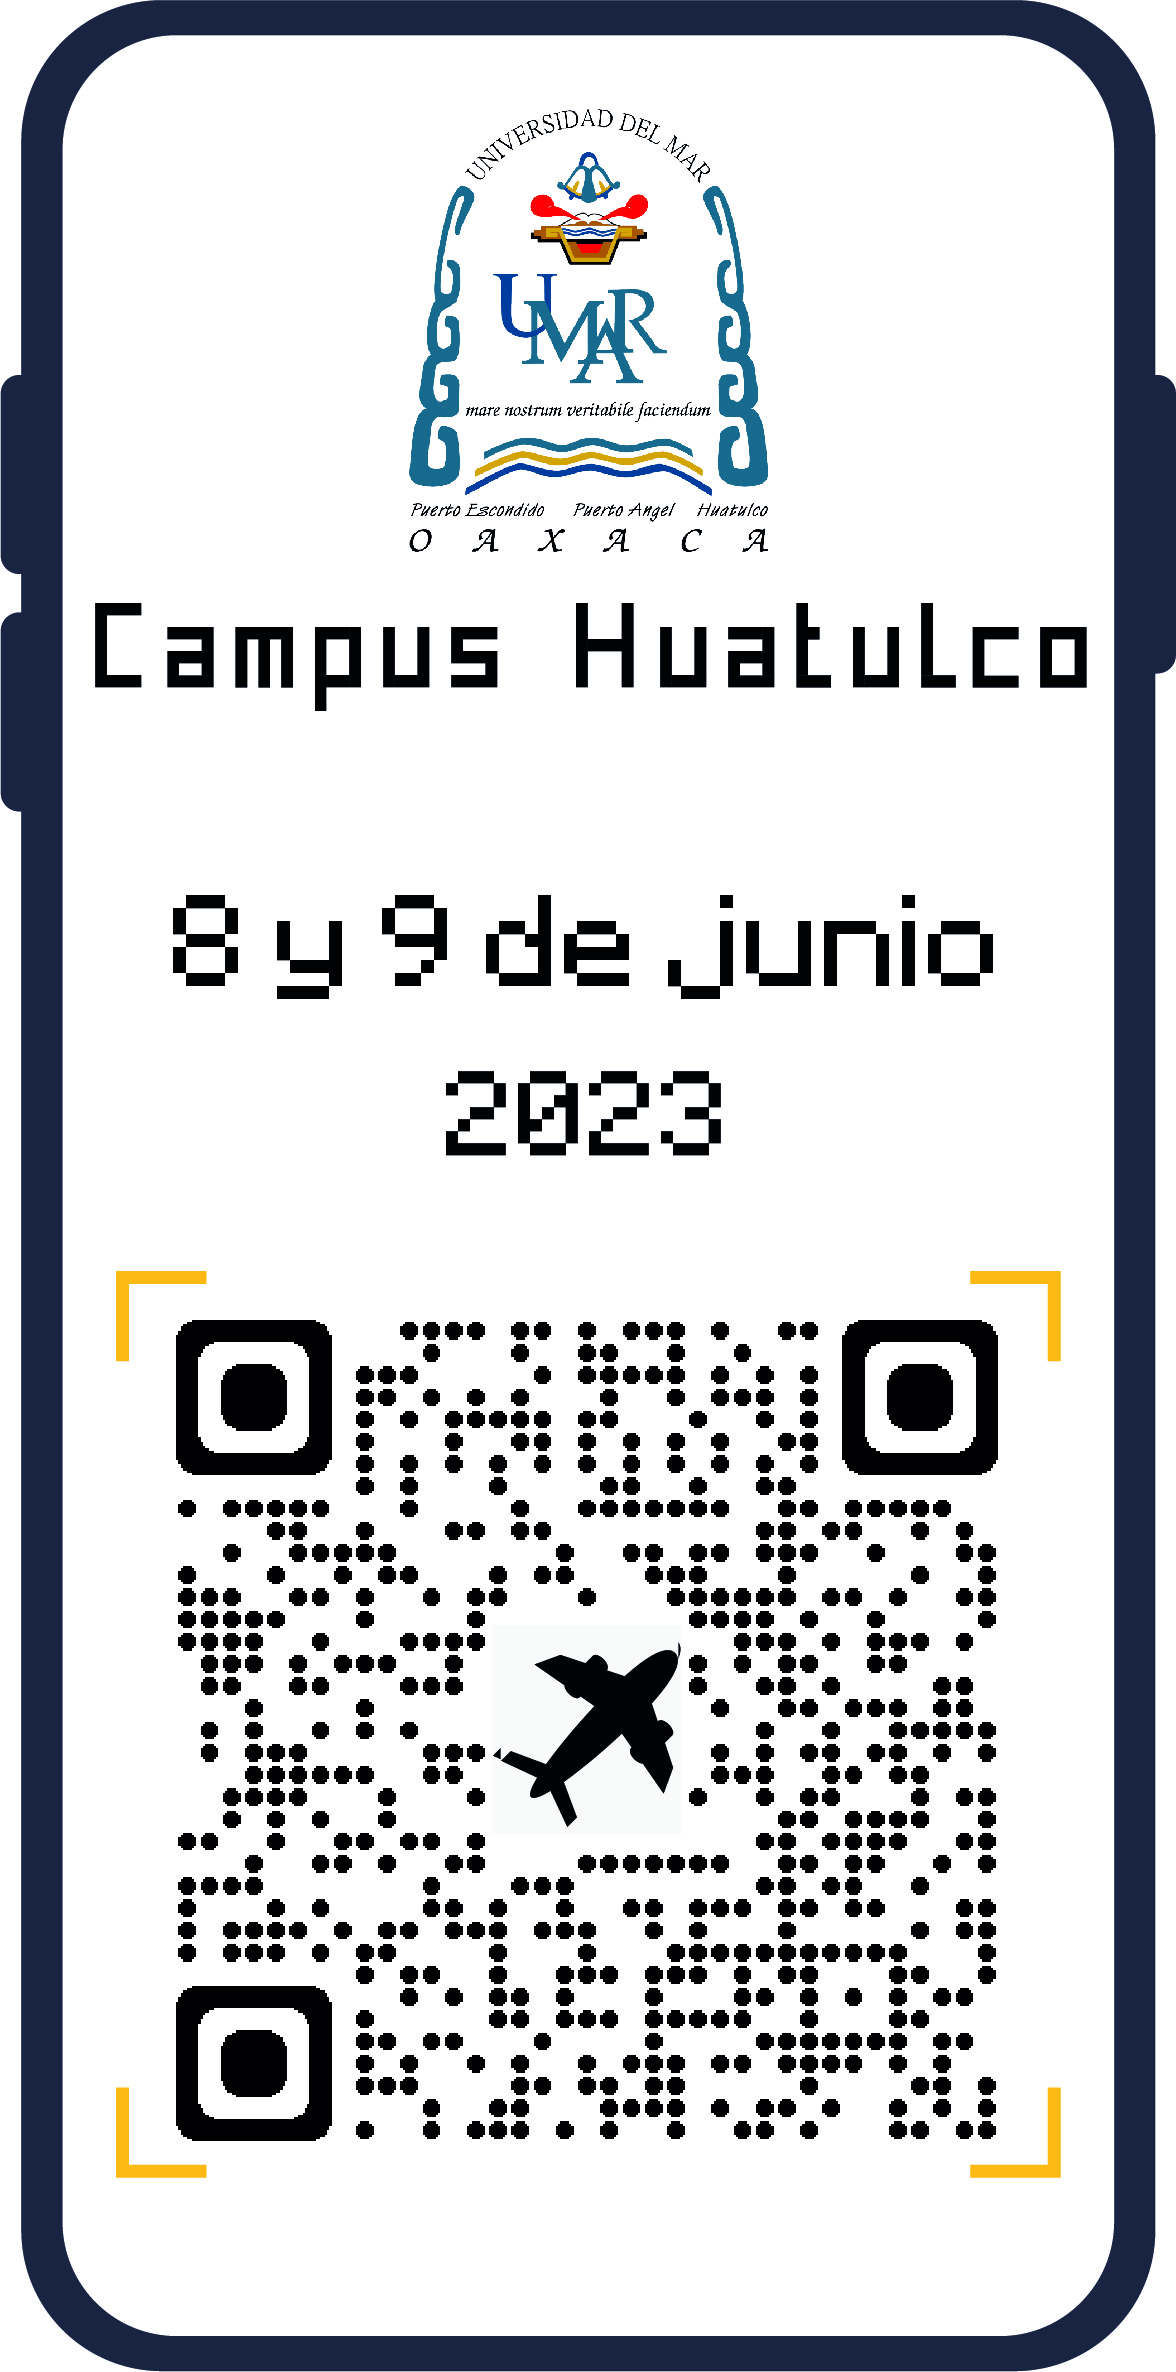 UNIVERSIDAD DEL MAR
UMAR
mare nostrum veritabile faciendum
Puerto Escondido Puerto Angel Huatulco
OAXACA
Campus Huatulco
8 y 9 de junio
2023